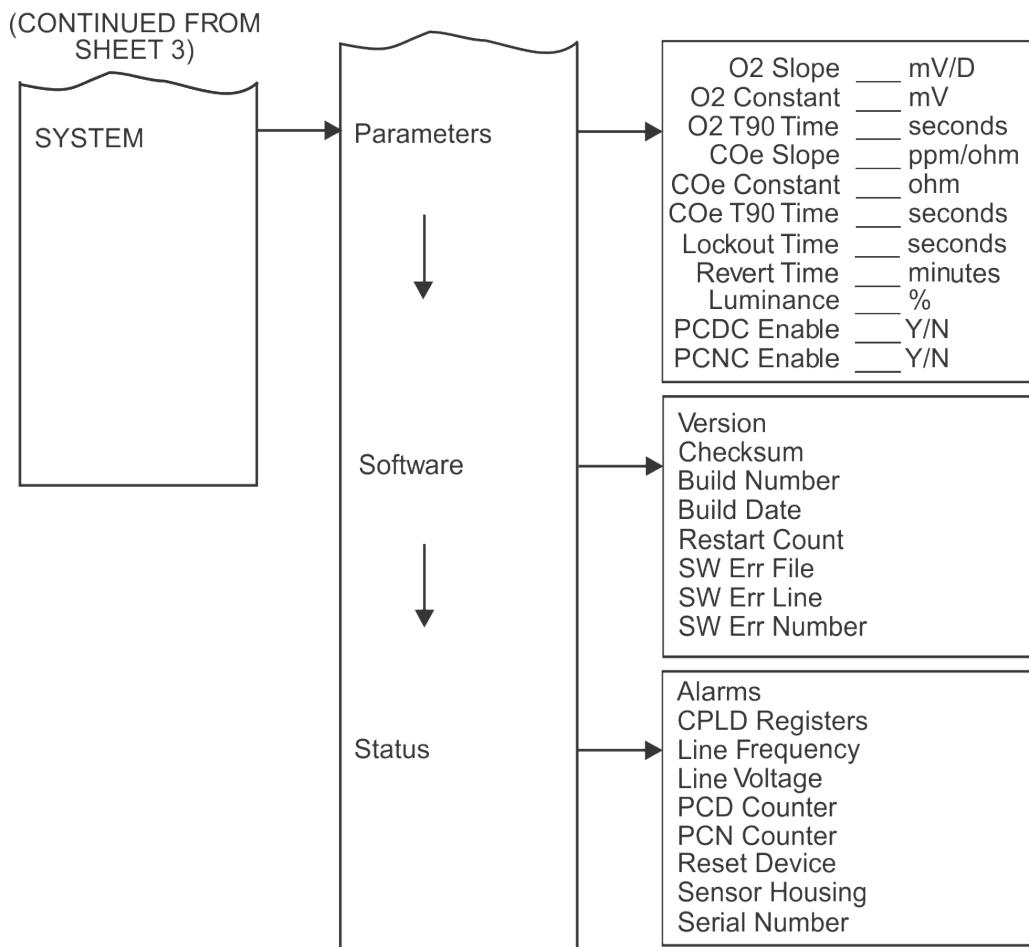 (CONTINUED FROM
SHEET 3)
SYSTEM
Parameters
O2 Slope ___ mV/D
O2 Constant ___ mV
O2 T90 Time ___ seconds
COe Slope ___ ppm/ohm
COe Constant ___ ohm
COe T90 Time ___ seconds
Lockout Time ___ seconds
Revert Time ___ minutes
Luminance ___ %
PCDC Enable ___ Y/N
PCNC Enable ___ Y/N
Software
Version
Checksum
Build Number
Build Date
Restart Count
SW Err File
SW Err Line
SW Err Number
Status
Alarms
CPLD Registers
Line Frequency
Line Voltage
PCD Counter
PCN Counter
Reset Device
Sensor Housing
Serial Number